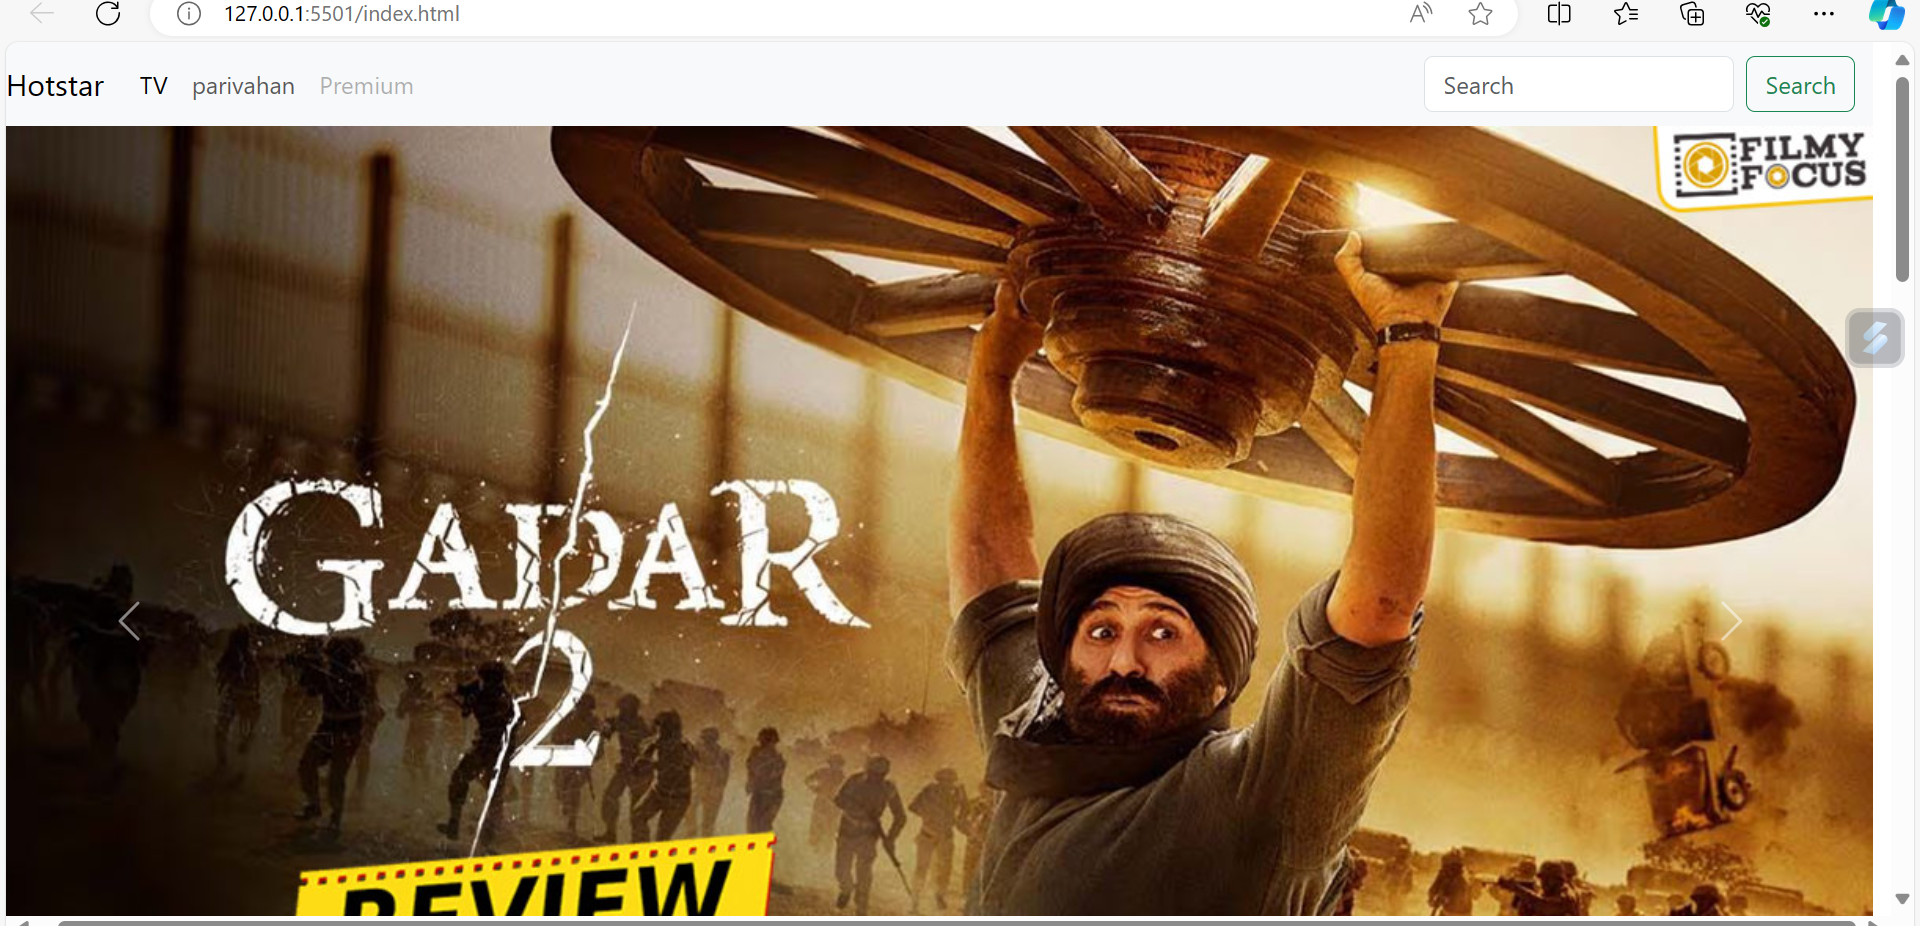 127.0.0.1:5501/index.html
Hotstar TV parivahan Premium Search Search
FILMY
FOCUS
GADAR
2
REVIEW